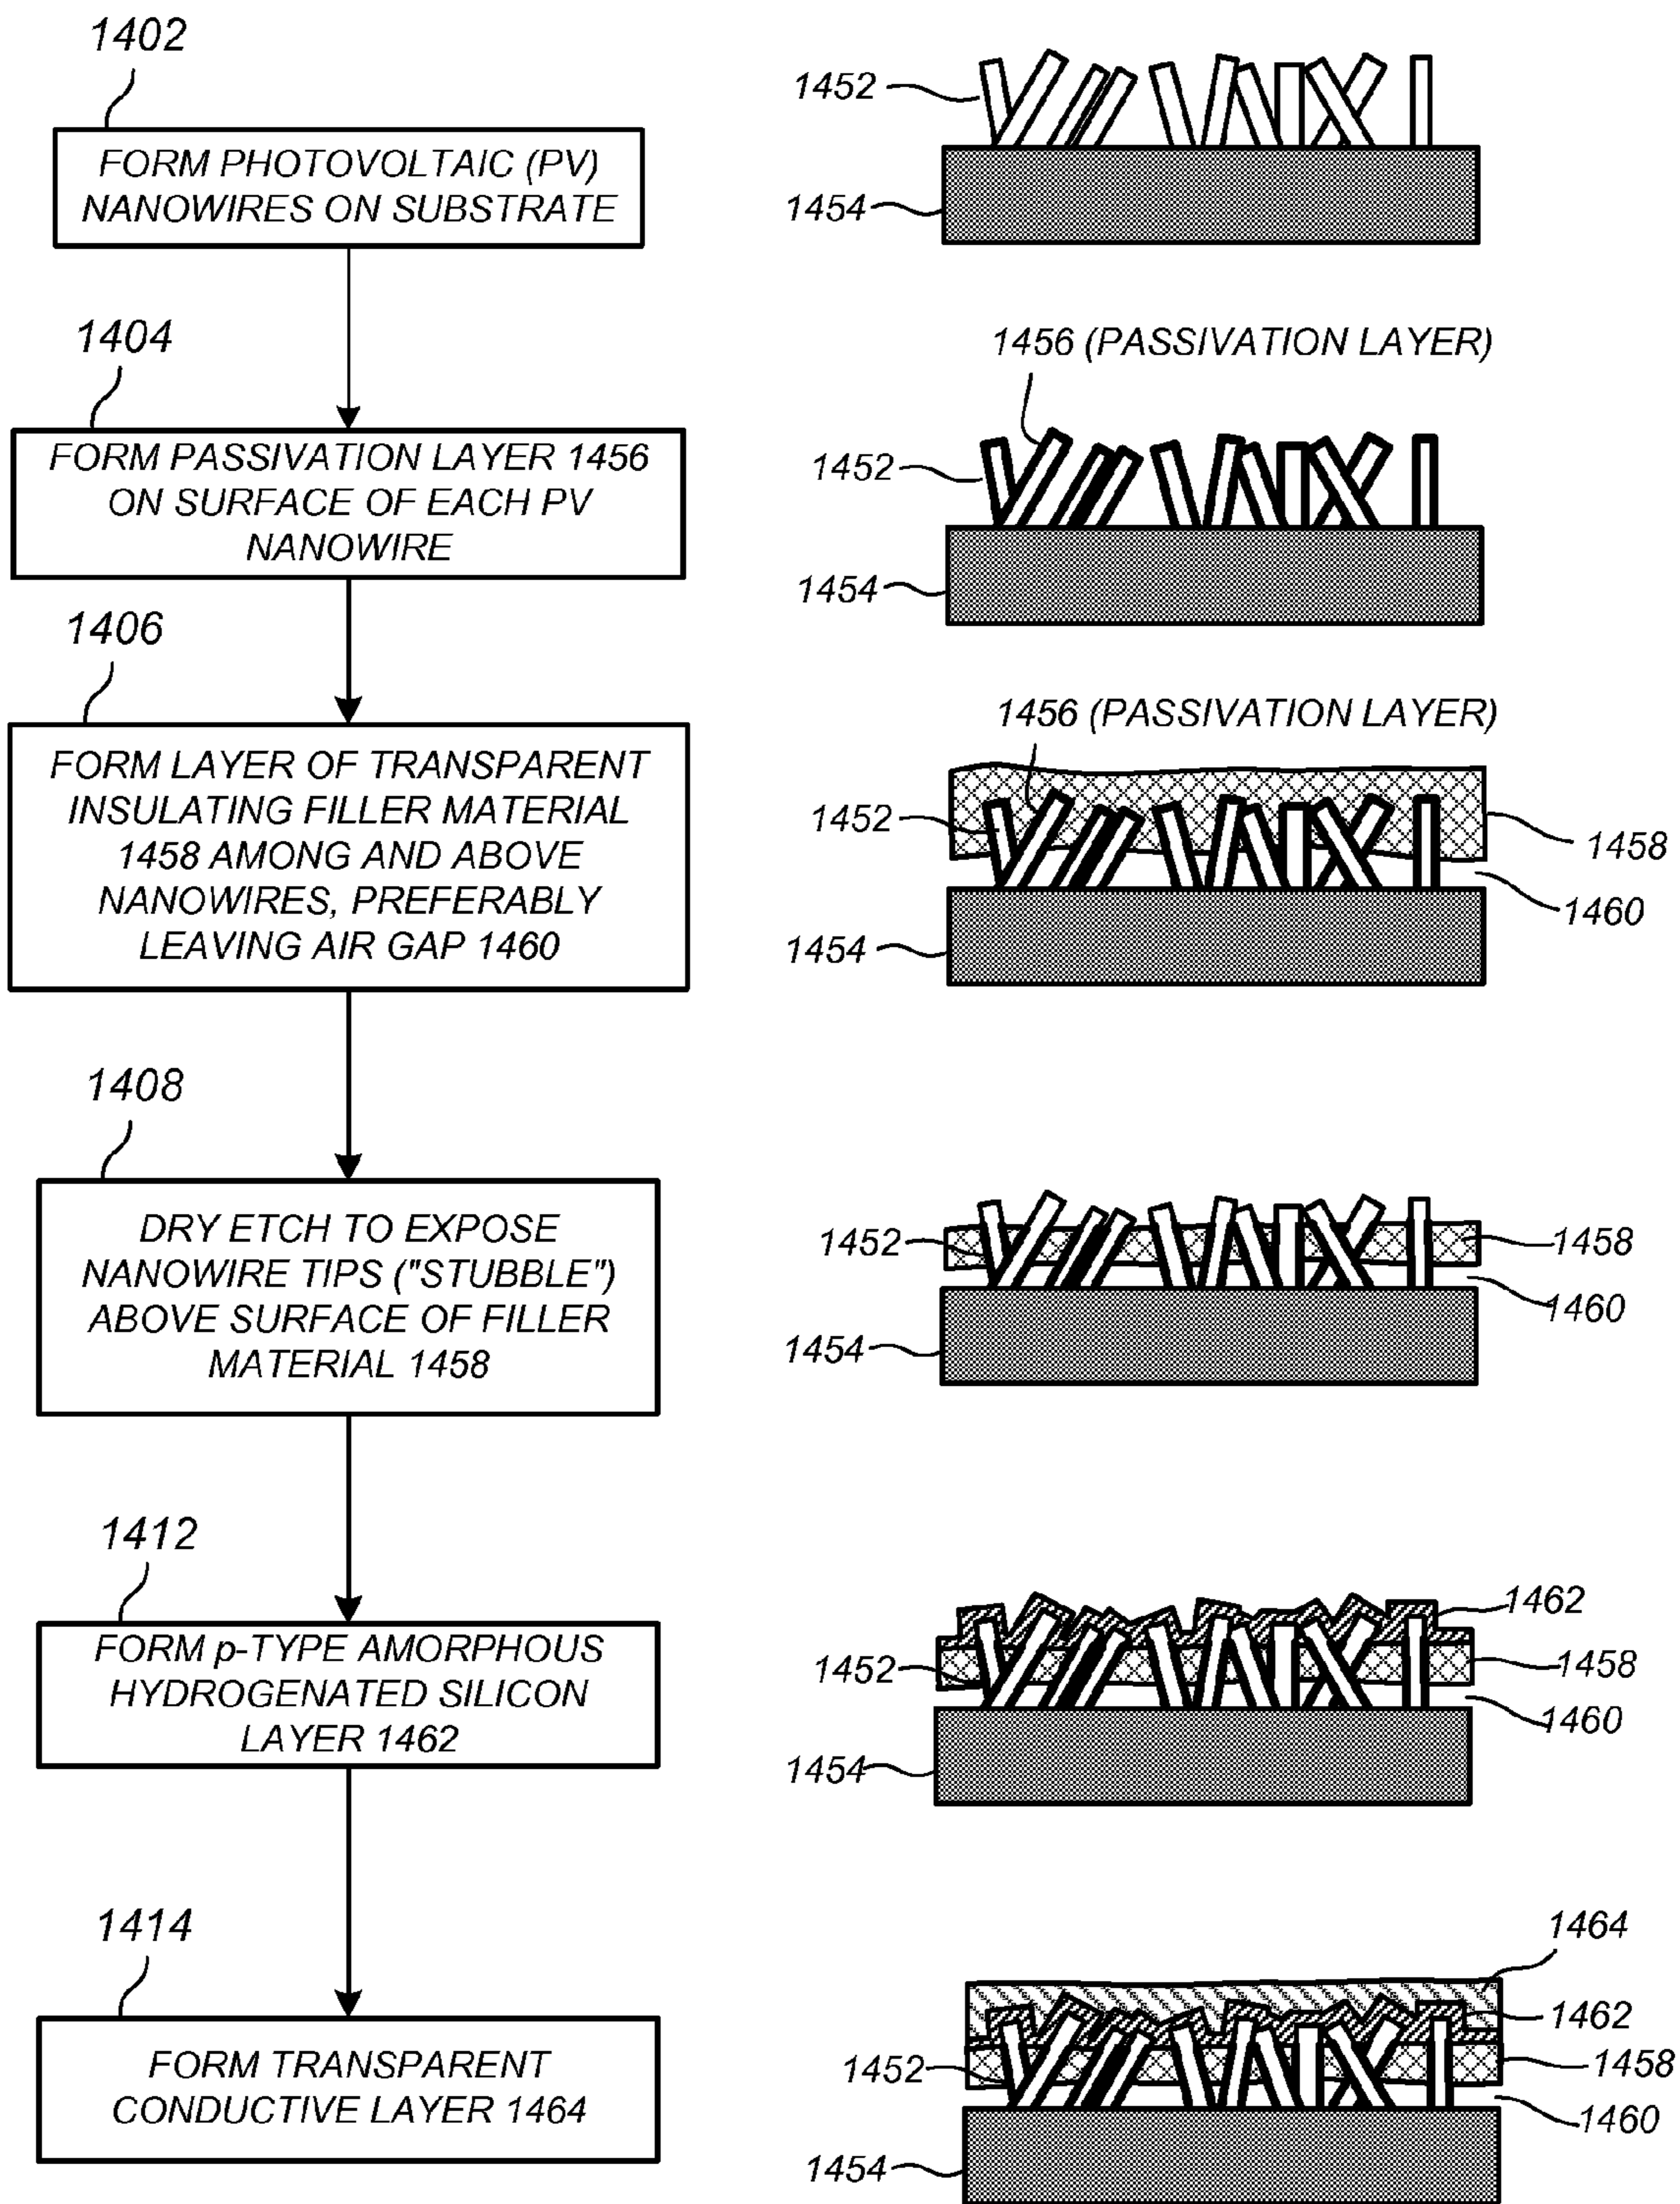 1402
FORM PHOTOVOLTAIC (PV)
NANOWIRES ON SUBSTRATE
1452
1454
1404
FORM PASSIVATION LAYER 1456
ON SURFACE OF EACH PV
NANOWIRE
1456 (PASSIVATION LAYER)
1452
1454
1406
FORM LAYER OF TRANSPARENT
INSULATING FILLER MATERIAL
1458 AMONG AND ABOVE
NANOWIRES, PREFERABLY
LEAVING AIR GAP 1460
1456 (PASSIVATION LAYER)
1452
1458
1460
1454
1408
DRY ETCH TO EXPOSE
NANOWIRE TIPS ("STUBBLE")
ABOVE SURFACE OF FILLER
MATERIAL 1458
1452
1458
1460
1454
1412
FORM p-TYPE AMORPHOUS
HYDROGENATED SILICON
LAYER 1462
1462
1452
1458
1460
1454
1414
FORM TRANSPARENT
CONDUCTIVE LAYER 1464
1464
1462
1452
1458
1460
1454